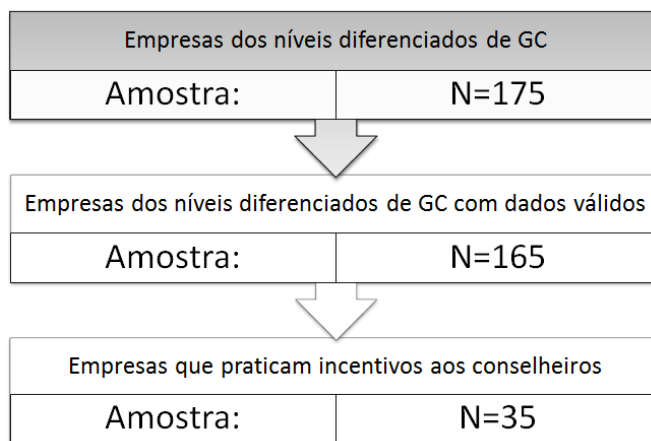 Empresas dos níveis diferenciados de GC
Amostra: N=175
Empresas dos níveis diferenciados de GC com dados válidos
Amostra: N=165
Empresas que praticam incentivos aos conselheiros
Amostra: N=35